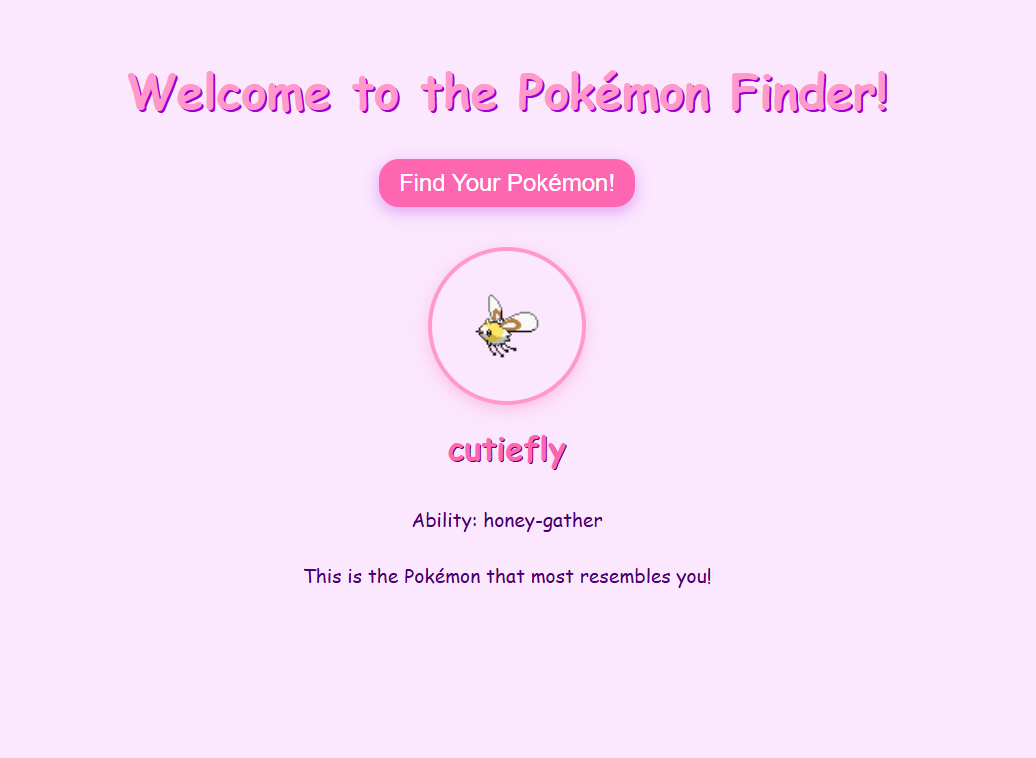 Welcome to the Pokémon Finder!
Find Your Pokémon!
cutiefly
Ability: honey-gather
This is the Pokémon that most resembles you!